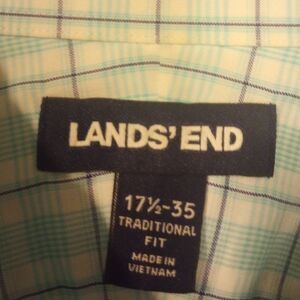 LANDS' END
17½-35
TRADITIONAL
FIT
MADE IN
VIETNAM